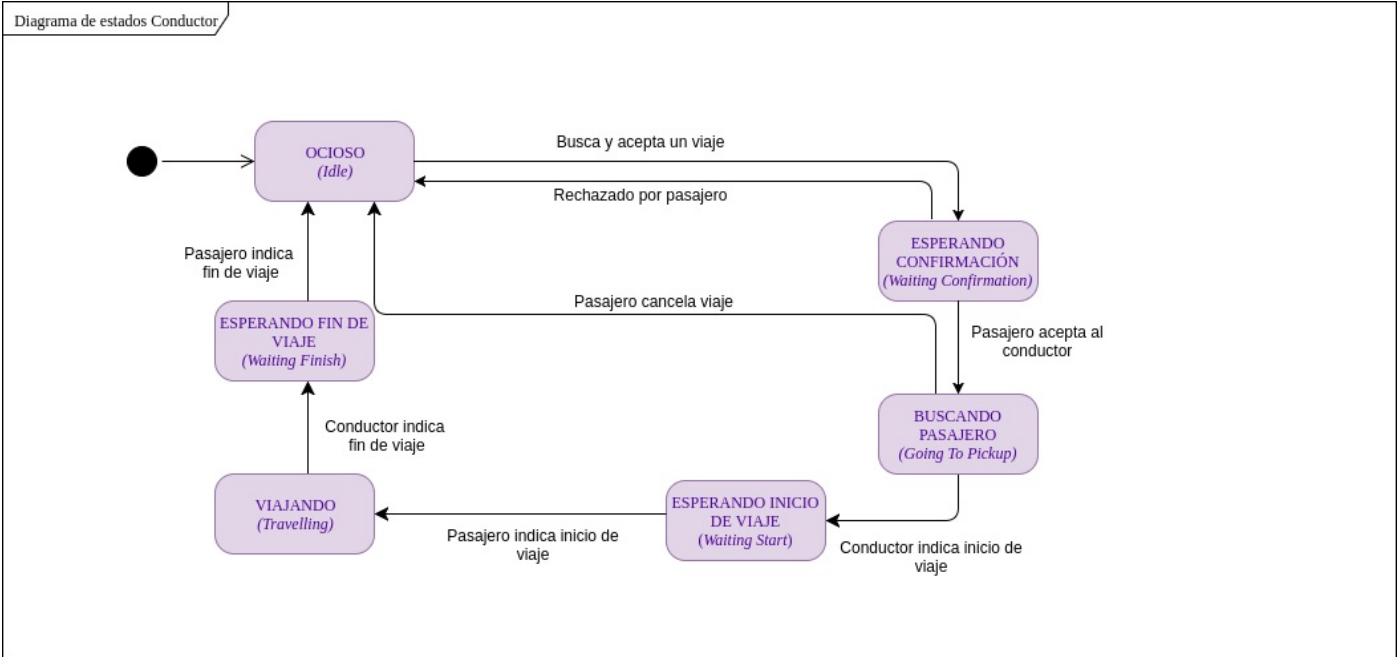 Diagrama de estados Conductor
OCIOSO
(Idle)
Busca y acepta un viaje
Rechazado por pasajero
ESPERANDO
CONFIRMACIÓN
(Waiting Confirmation)
Pasajero indica
fin de viaje
Pasajero cancela viaje
ESPERANDO FIN DE
VIAJE
(Waiting Finish)
Pasajero acepta al
conductor
BUSCANDO
PASAJERO
(Going To Pickup)
Conductor indica
fin de viaje
VIAJANDO
(Travelling)
ESPERANDO INICIO
DE VIAJE
(Waiting Start)
Pasajero indica inicio de
viaje
Conductor indica inicio de
viaje